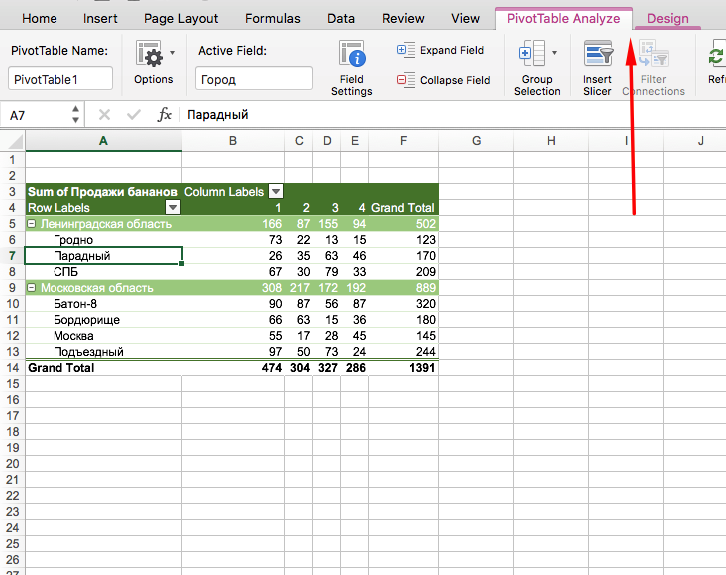 Home Insert Page Layout Formulas Data Review View PivotTable Analyze Design
PivotTable Name: Active Field: Expand Field
PivotTable1 Options Город Field Settings Collapse Field Group Selection Insert Slicer Filter Connections
A7 fx Парадный
A B C D E F G H I J
1
2
3 Sum of Продажи бананов Column Labels
4 Row Labels 1 2 3 4 Grand Total
5 Ленинградская область 166 87 155 94 502
6 Гродно 73 22 13 15 123
7 Парадный 26 35 63 46 170
8 СПБ 67 30 79 33 209
9 Московская область 308 217 172 192 889
10 Батон-8 90 87 56 87 320
11 Бордюрище 66 63 15 36 180
12 Москва 55 17 28 45 145
13 Подъездный 97 50 73 24 244
14 Grand Total 474 304 327 286 1391
15
16
17
18
19
20
21
22
23
24
25
26